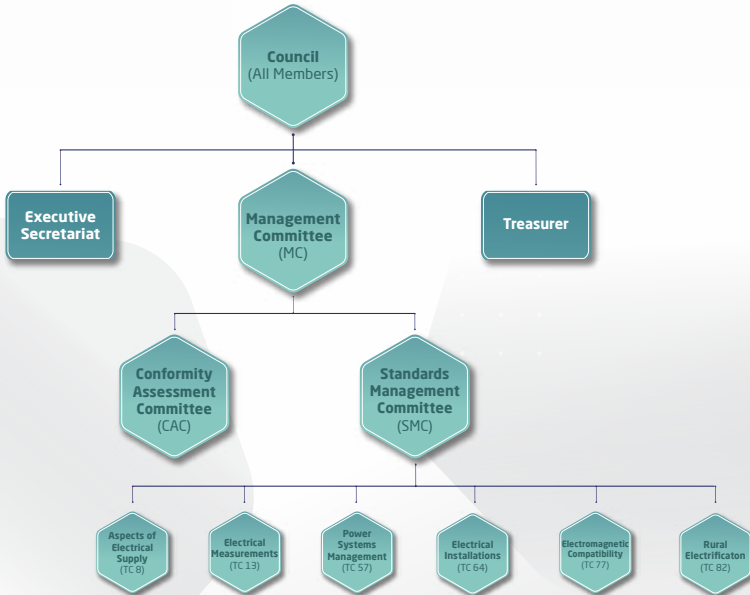 Council
(All Members)
Executive
Secretariat
Management
Committee
(MC)
Treasurer
Conformity
Assessment
Committee
(CAC)
Standards
Management
Committee
(SMC)
Aspects of
Electrical
Supply
(TC 8)
Electrical
Measurements
(TC 13)
Power
Systems
Management
(TC 57)
Electrical
Installations
(TC 64)
Electromagnetic
Compatibility
(TC 77)
Rural
Electrificaton
(TC 82)